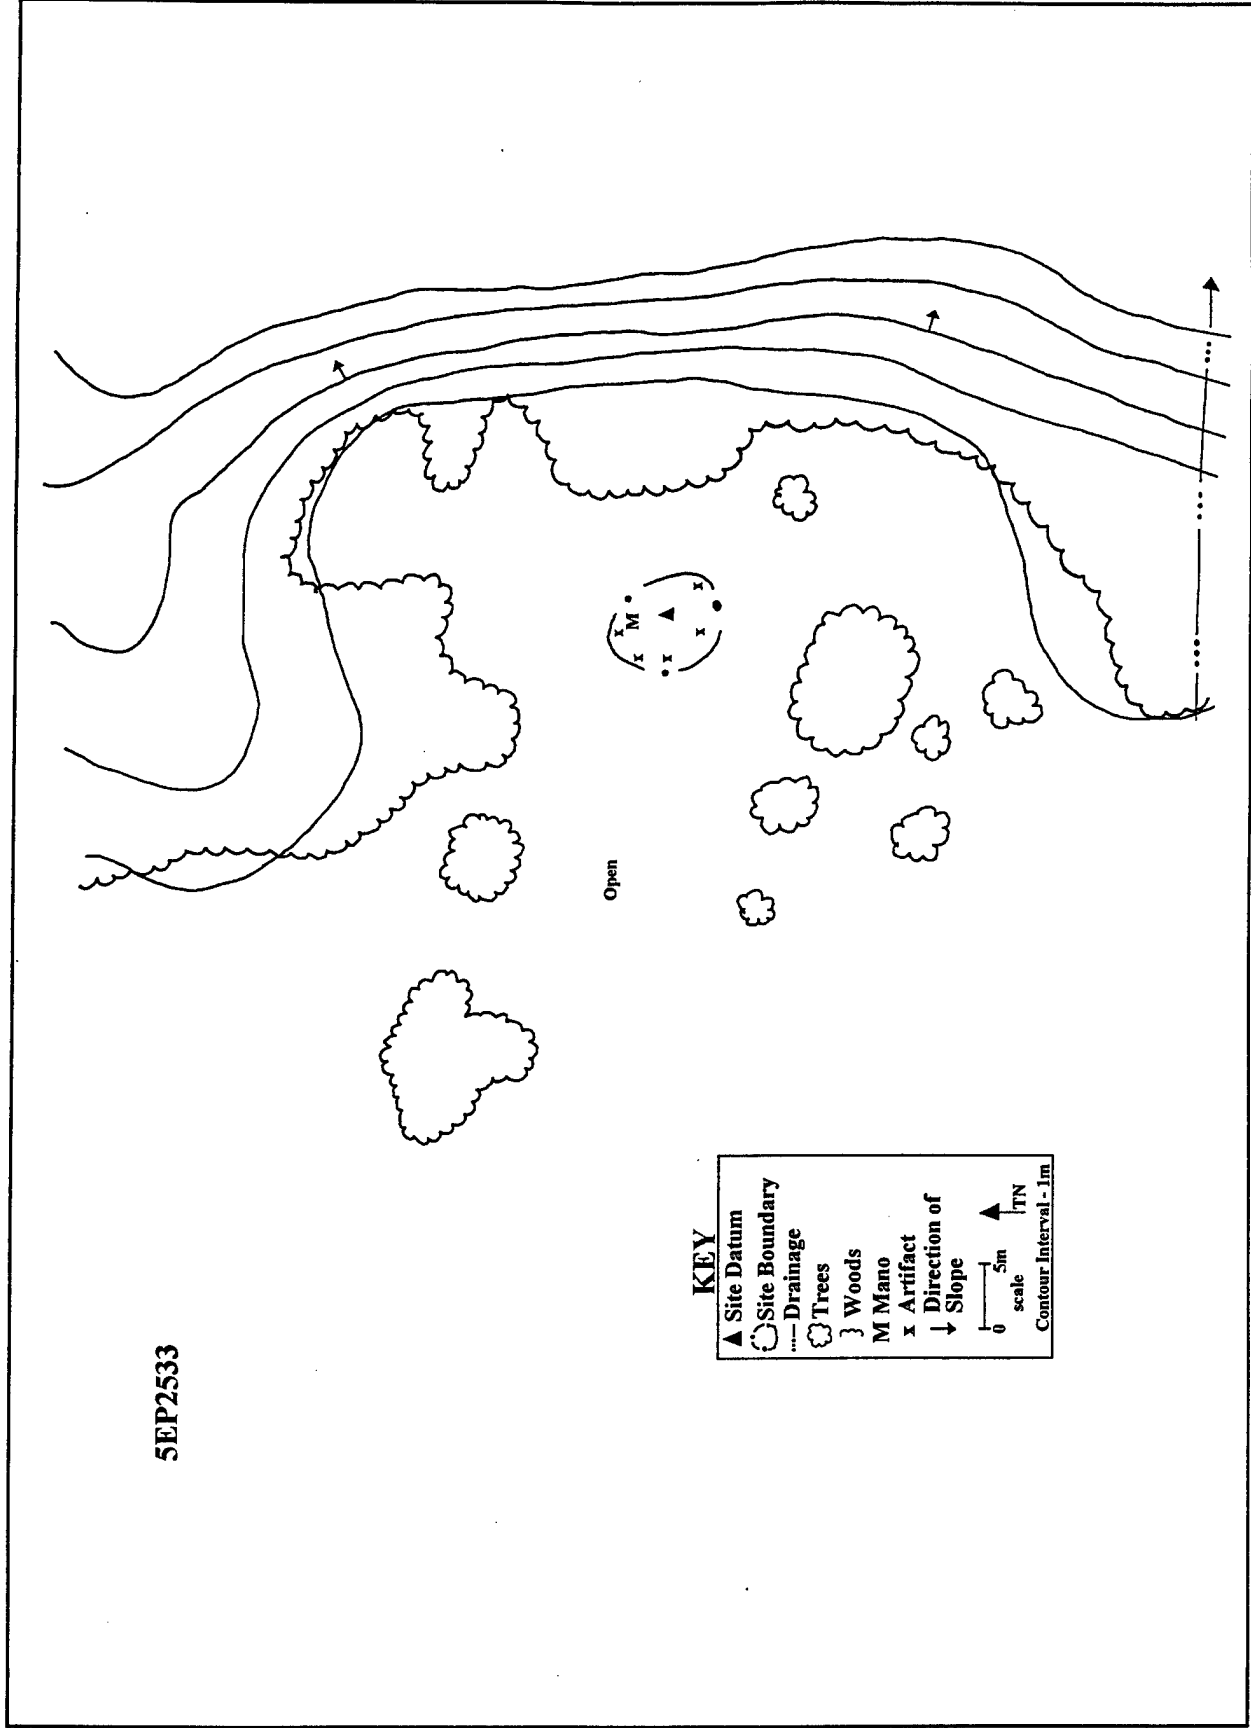 5EP2533
Open
M
x
x
x
x
x
KEY
▲ Site Datum
Site Boundary
Drainage
Trees
Woods
M Mano
x Artifact
Direction of
Slope
0 5m
scale
TN
Contour Interval - 1m